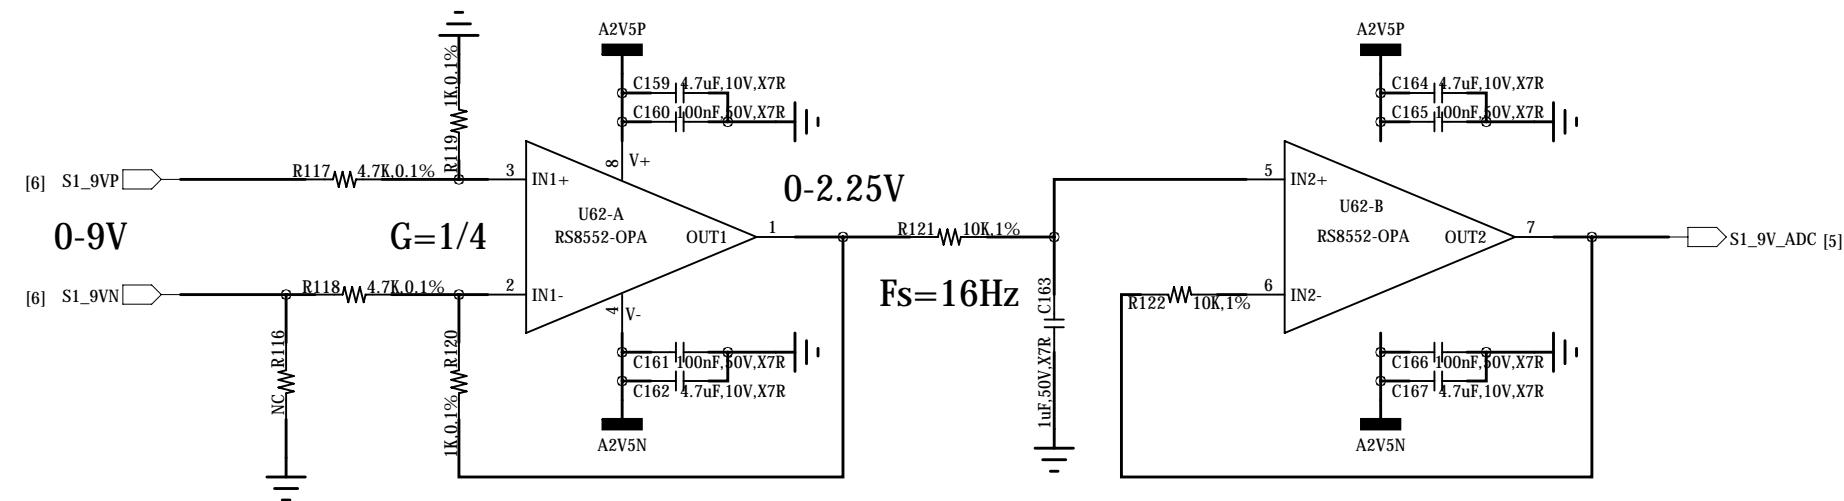 A2V5P
C159 4.7uF,10V,X7R
C160 100nF,50V,X7R
1K,0.1%
R119
8
V+
[6] S1_9VP
R117 4.7K,0.1%
3
IN1+
0-9V
G=1/4
U62-A
RS8552-OPA
OUT1
1
0-2.25V
[6] S1_9VN
R118 4.7K,0.1%
2
IN1-
4
V-
R116
NC
R120
1K,0.1%
C161 100nF,50V,X7R
C162 4.7uF,10V,X7R
A2V5N
R121 10K,1%
Fs=16Hz
C163
1uF,50V,X7R
A2V5P
C164 4.7uF,10V,X7R
C165 100nF,50V,X7R
5
IN2+
U62-B
RS8552-OPA
OUT2
7
S1_9V_ADC [5]
R122 10K,1%
6
IN2-
C166 100nF,50V,X7R
C167 4.7uF,10V,X7R
A2V5N